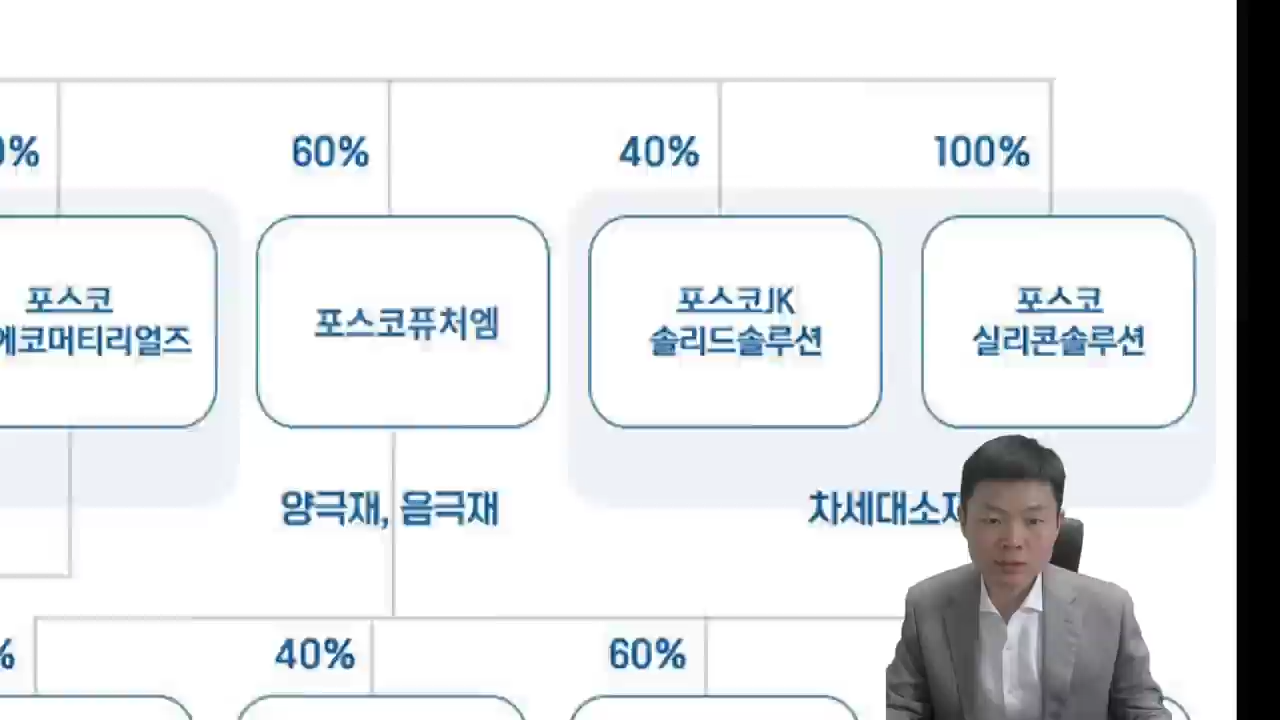 60%
40%
100%
포스코
에코머티리얼즈
포스코퓨처엠
포스코JK
솔리드솔루션
포스코
실리콘솔루션
양극재, 음극재
차세대소재
40%
60%